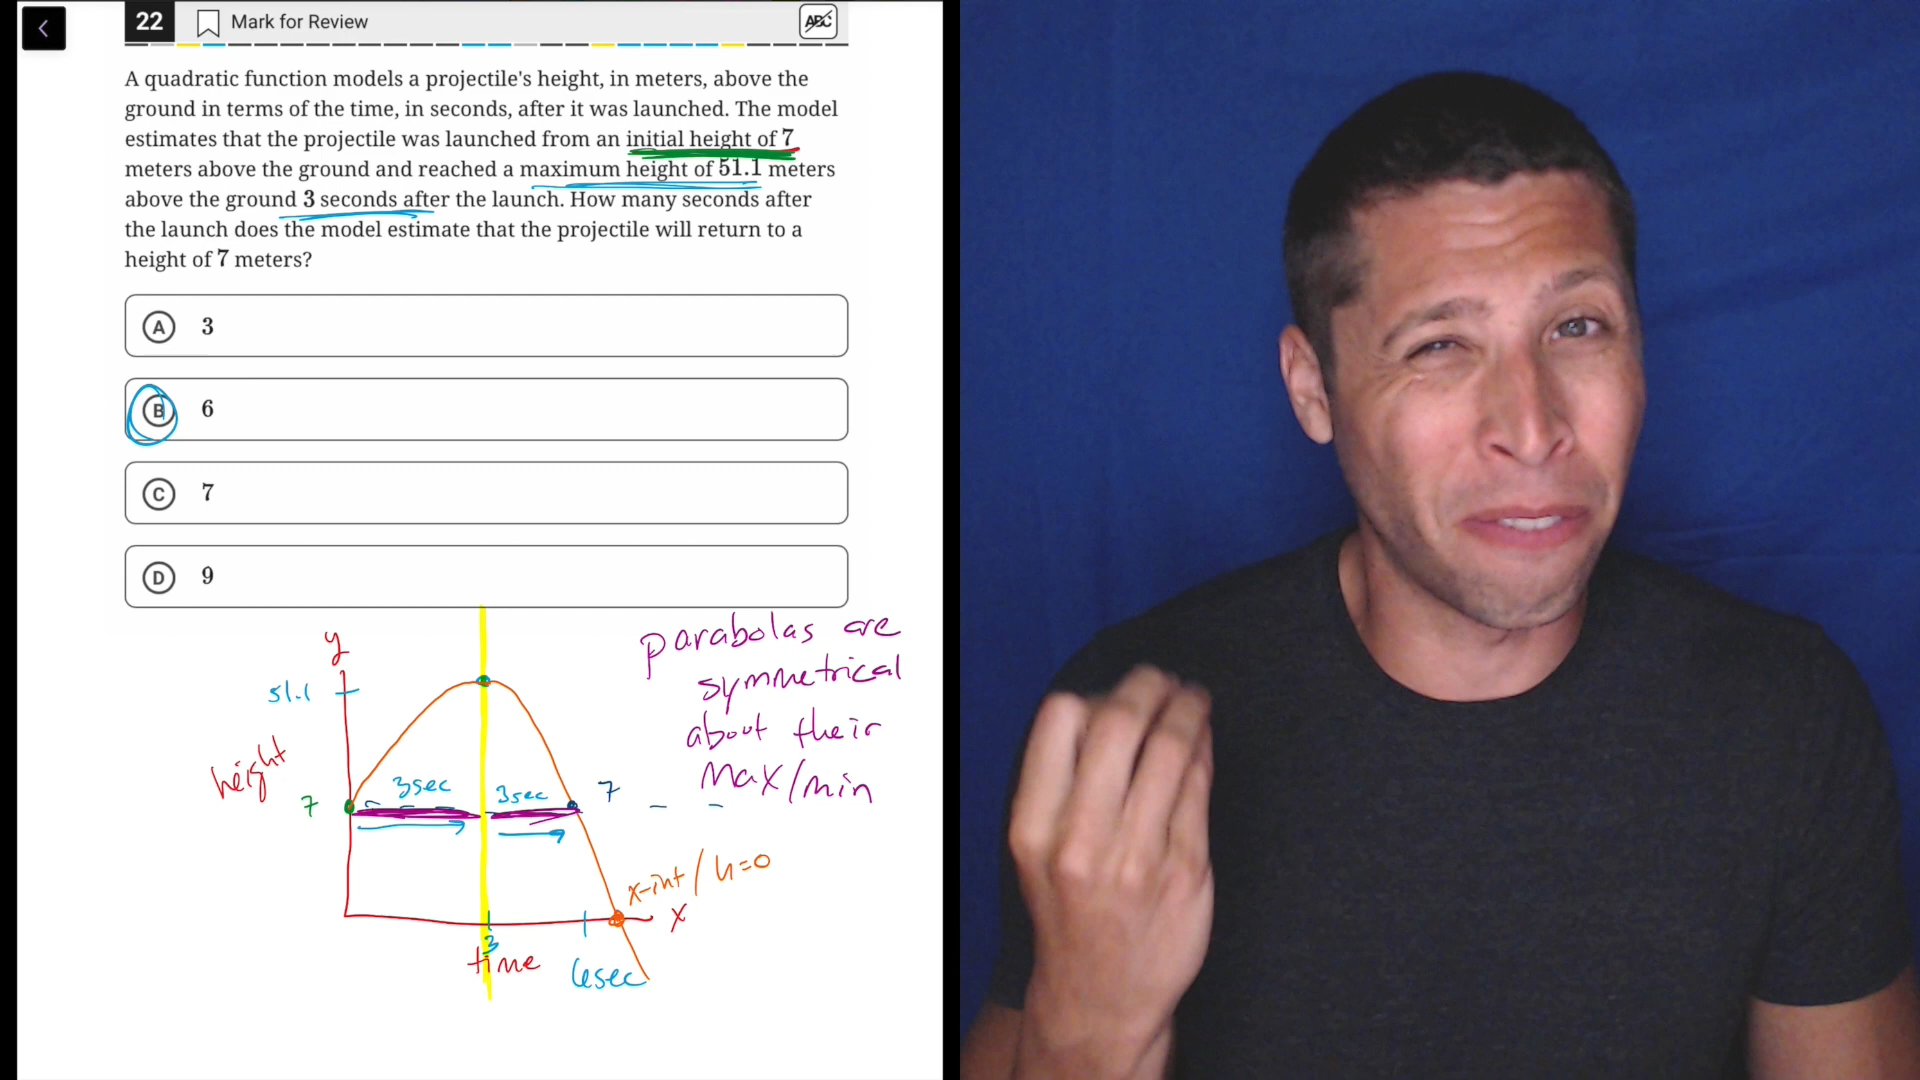 22 Mark for Review ABC
A quadratic function models a projectile's height, in meters, above the
ground in terms of the time, in seconds, after it was launched. The model
estimates that the projectile was launched from an initial height of 7
meters above the ground and reached a maximum height of 51.1 meters
above the ground 3 seconds after the launch. How many seconds after
the launch does the model estimate that the projectile will return to a
height of 7 meters?
A 3
B 6
C 7
D 9
parabolas are
symmetrical
about their
max/min
y
51.1
height
7
3sec
3sec
7
x-int/h=0
x
3
time
6sec